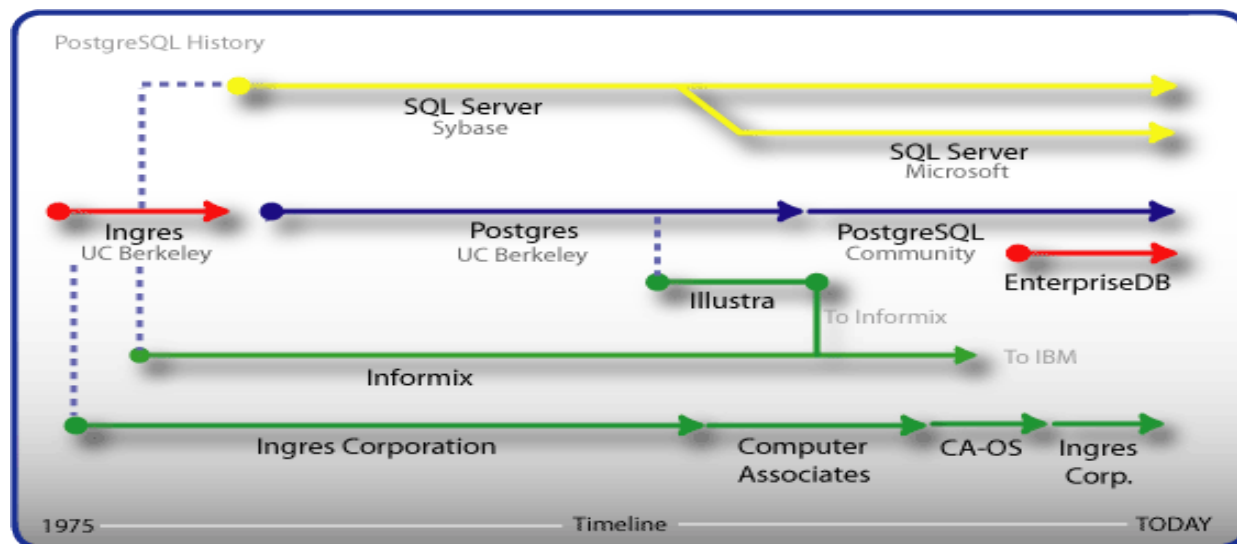 PostgreSQL History
SQL Server
Sybase
SQL Server
Microsoft
Ingres
UC Berkeley
Postgres
UC Berkeley
PostgreSQL
Community
EnterpriseDB
Illustra
To Informix
To IBM
Informix
Ingres Corporation
Computer
Associates
CA-OS
Ingres
Corp.
1975
Timeline
TODAY